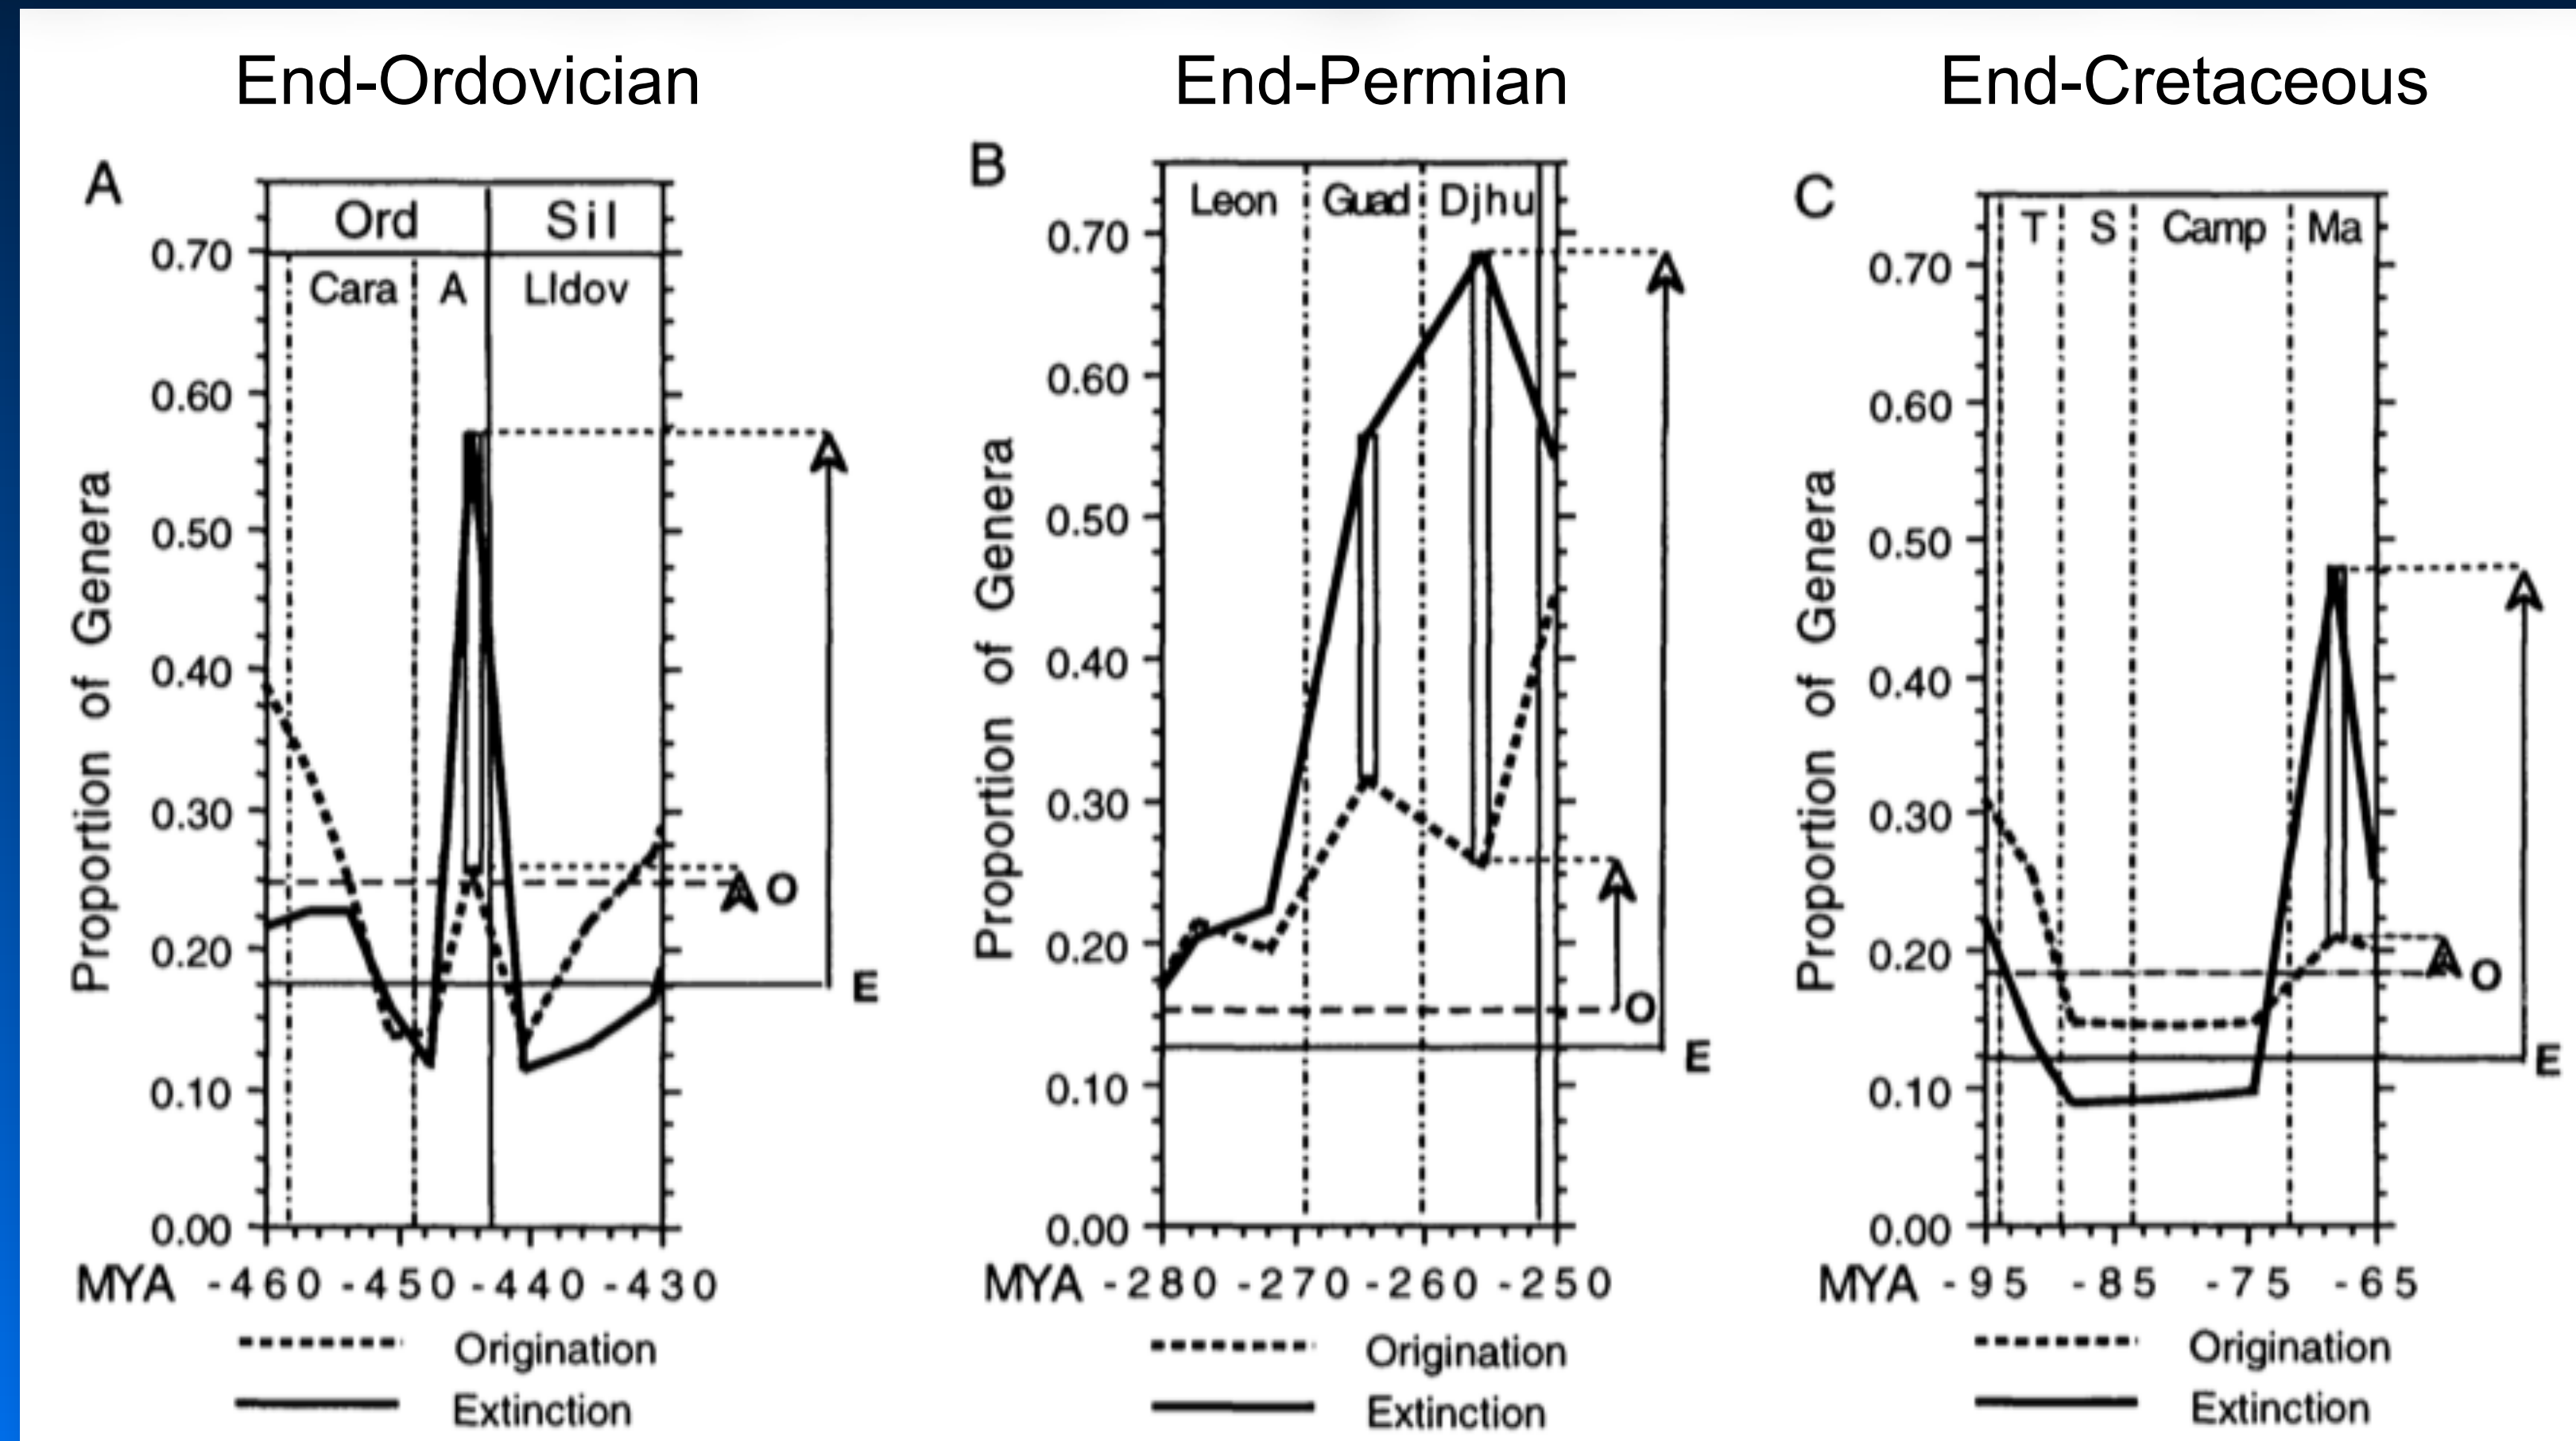 End-Ordovician
End-Permian
End-Cretaceous
A
Ord
Sil
Cara
A
Lldov
0.70
0.60
0.50
0.40
0.30
0.20
0.10
0.00
Proportion of Genera
O
E
MYA -460 -450 -440 -430
Origination
Extinction
B
Leon
Guad
Djhu
0.70
0.60
0.50
0.40
0.30
0.20
0.10
0.00
Proportion of Genera
O
E
MYA -280 -270 -260 -250
Origination
Extinction
C
T
S
Camp
Ma
0.70
0.60
0.50
0.40
0.30
0.20
0.10
0.00
Proportion of Genera
O
E
MYA -95 -85 -75 -65
Origination
Extinction